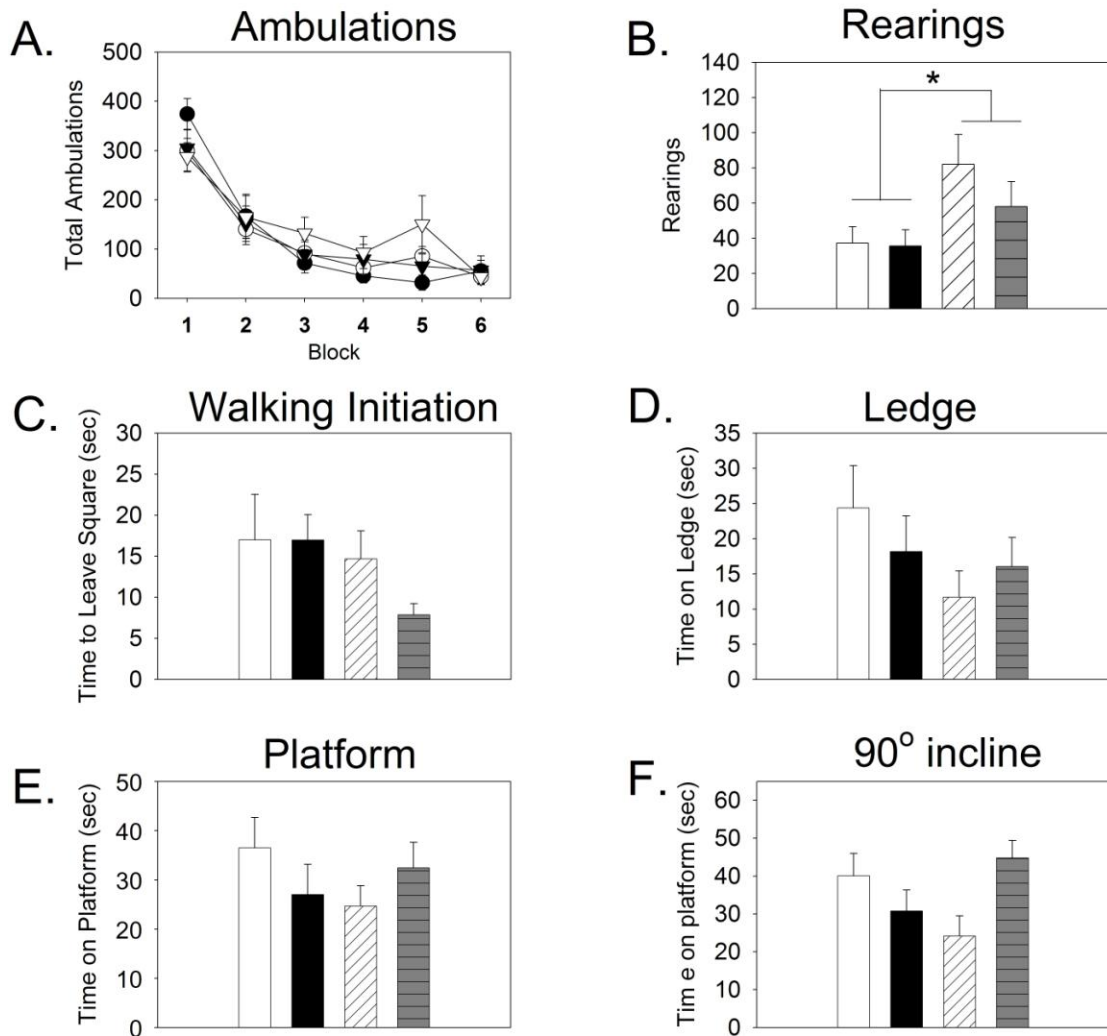 A.
Ambulations
500
400
300
200
100
0
Total Ambulations
1 2 3 4 5 6
Block
B.
Rearings
140
120
100
80
60
40
20
0
Rearings
*
C.
Walking Initiation
30
25
20
15
10
5
0
Time to Leave Square (sec)
D.
Ledge
35
30
25
20
15
10
5
0
Time on Ledge (sec)
E.
Platform
50
40
30
20
10
0
Time on Platform (sec)
F.
90° incline
60
50
40
30
20
10
0
Tim e on platform (sec)